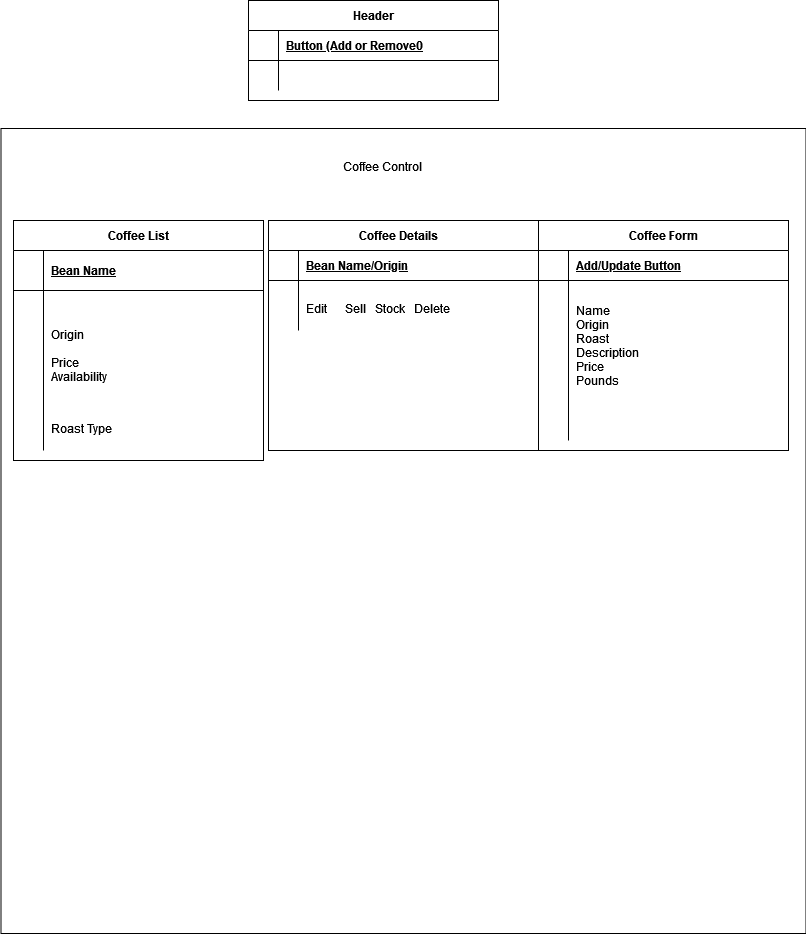 Header
Button (Add or Remove0
Coffee Control
Coffee List
Bean Name
Origin
Price
Availability
Roast Type
Coffee Details
Bean Name/Origin
Edit Sell Stock Delete
Coffee Form
Add/Update Button
Name
Origin
Roast
Description
Price
Pounds